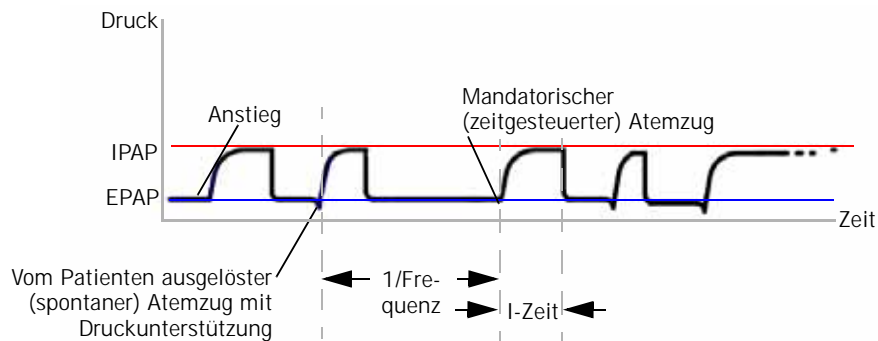 Druck
Anstieg
Mandatorischer
(zeitgesteuerter) Atemzug
IPAP
EPAP
Zeit
Vom Patienten ausgelöster
(spontaner) Atemzug mit
Druckunterstützung
1/Fre-
quenz
I-Zeit